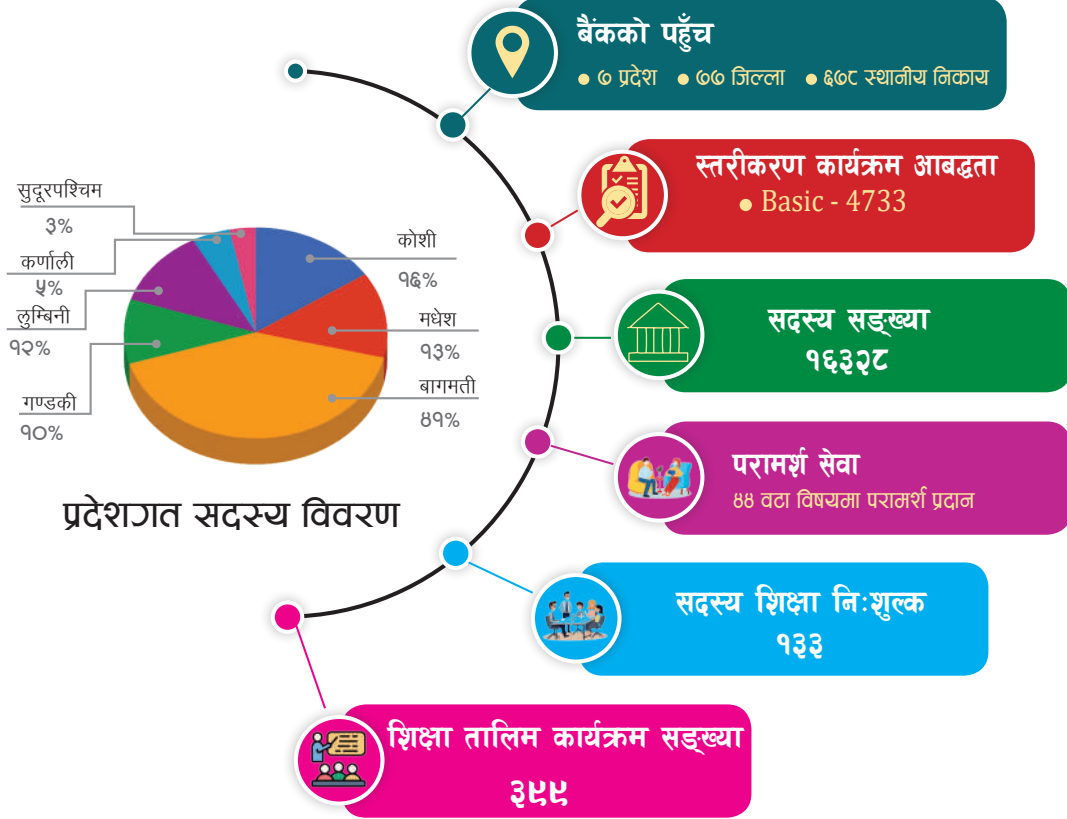 बैंकको पहुँच
● ७ प्रदेश ● ७७ जिल्ला ● ६७८ स्थानीय निकाय
स्तरीकरण कार्यक्रम आबद्धता
● Basic - 4733
सदस्य सङ्ख्या
१६३२८
परामर्श सेवा
४४ वटा विषयमा परामर्श प्रदान
सदस्य शिक्षा नि:शुल्क
१३३
शिक्षा तालिम कार्यक्रम सङ्ख्या
३९९
सुदूरपश्चिम
३%
कर्णाली
५%
लुम्बिनी
१२%
गण्डकी
१०%
कोशी
१६%
मधेश
१३%
बागमती
४१%
प्रदेशगत सदस्य विवरण